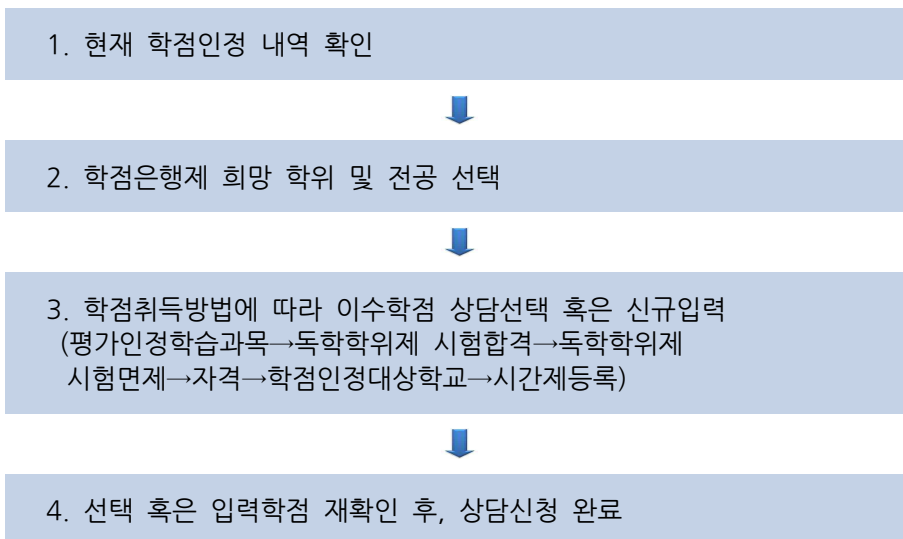 1. 현재 학점인정 내역 확인
2. 학점은행제 희망 학위 및 전공 선택
3. 학점취득방법에 따라 이수학점 상담선택 혹은 신규입력
(평가인정학습과목→독학학위제 시험합격→독학학위제
시험면제→자격→학점인정대상학교→시간제등록)
4. 선택 혹은 입력학점 재확인 후, 상담신청 완료